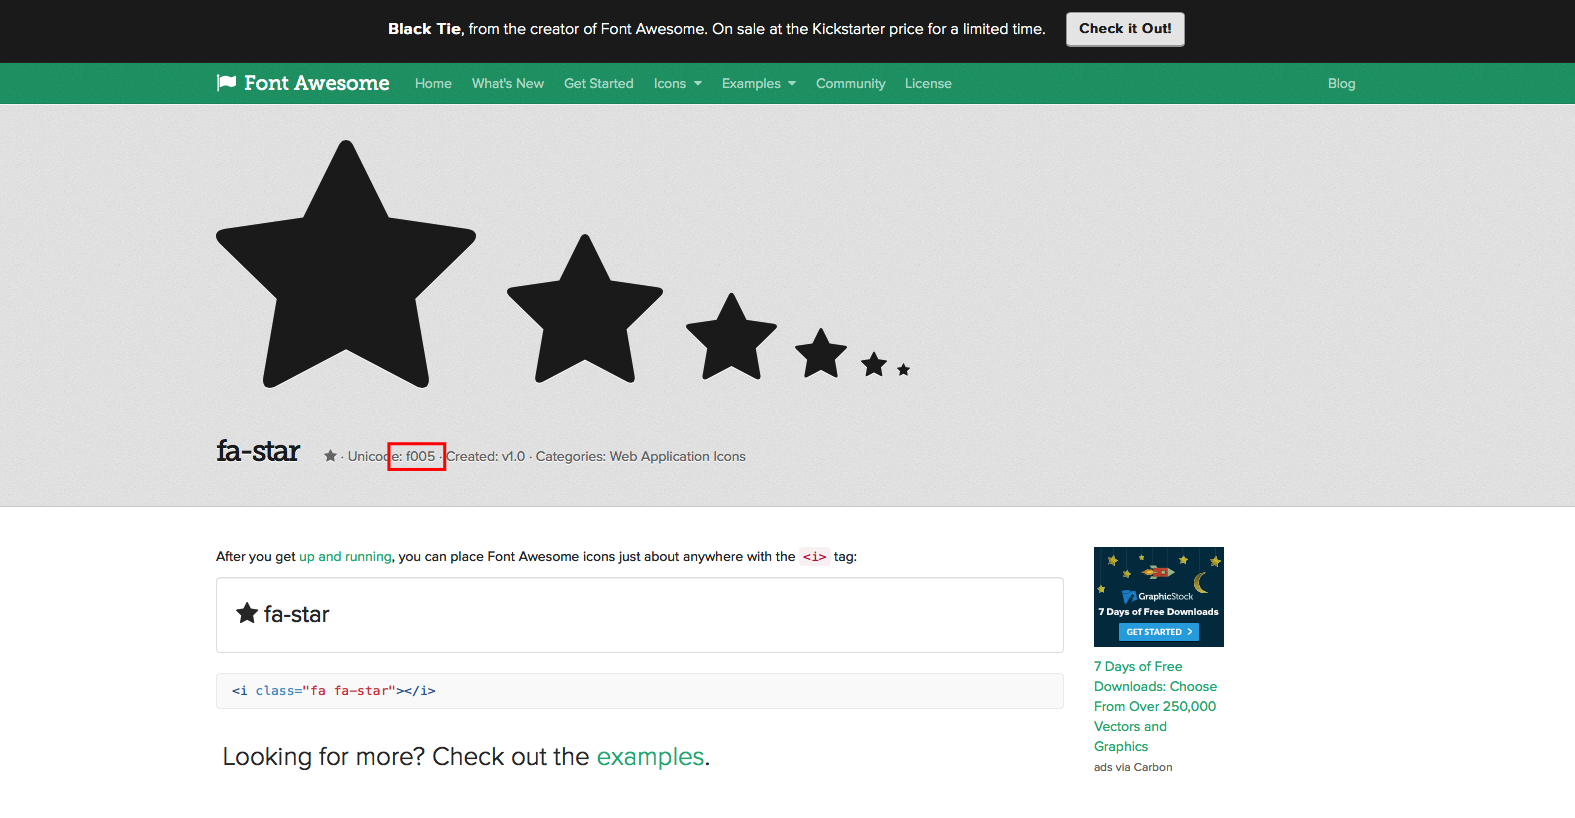 Black Tie, from the creator of Font Awesome. On sale at the Kickstarter price for a limited time. Check it Out!
Font Awesome Home What's New Get Started Icons Examples Community License Blog
fa-star · Unicode: f005 · Created: v1.0 · Categories: Web Application Icons
After you get up and running, you can place Font Awesome icons just about anywhere with the <i> tag:
fa-star
<i class="fa fa-star"></i>
Looking for more? Check out the examples.
GraphicStock
7 Days of Free Downloads
GET STARTED >
7 Days of Free
Downloads: Choose
From Over 250,000
Vectors and
Graphics
ads via Carbon